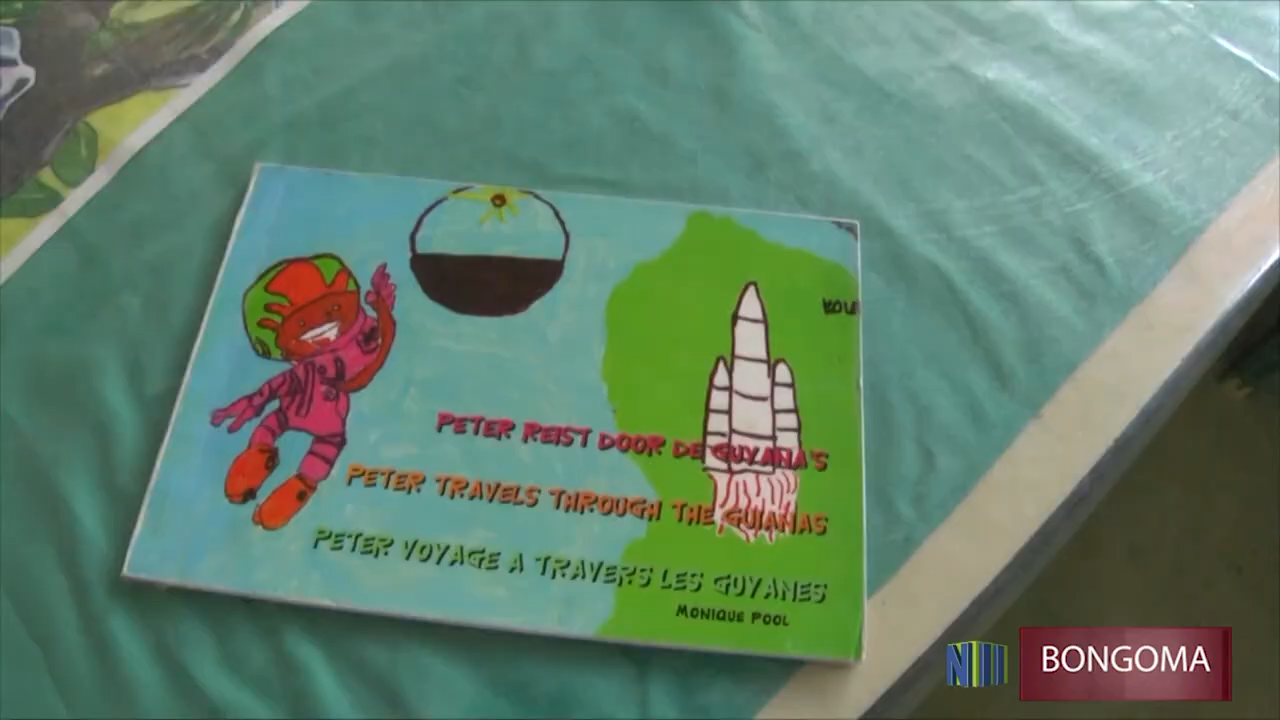 PETER REIST DOOR DE GUYANA'S
PETER TRAVELS THROUGH THE GUIANAS
PETER VOYAGE A TRAVERS LES GUYANES
MONIQUE POOL
BONGOMA